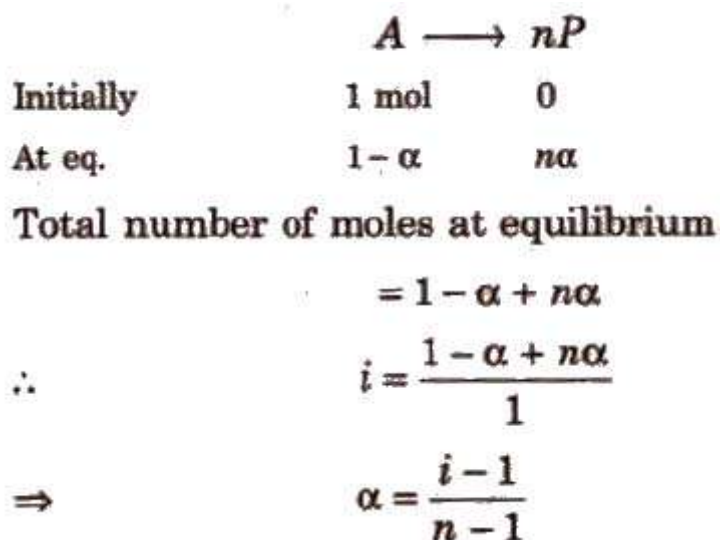 A ⟶ nP
Initially 1 mol 0
At eq. 1 - α nα
Total number of moles at equilibrium
= 1 - α + nα
∴ i = (1 - α + nα)/1
⇒ α = (i - 1)/(n - 1)